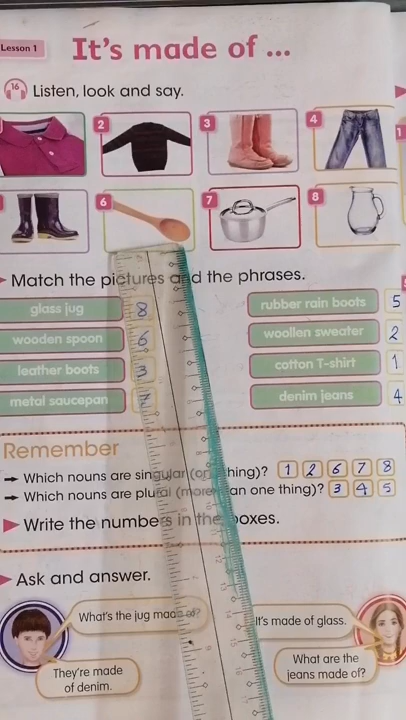 Lesson 1
It's made of ...
16 Listen, look and say.
2
3
4
6
7
8
Match the pictures and the phrases.
glass jug 8
rubber rain boots 5
wooden spoon 6
woollen sweater 2
leather boots 3
cotton T-shirt 1
metal saucepan
denim jeans 4
Remember
Which nouns are singular (one thing)? 1 2 6 7 8
Which nouns are plural (more than one thing)? 3 4 5
Write the numbers in the boxes.
Ask and answer.
What's the jug made of?
It's made of glass.
They're made
of denim.
What are the
jeans made of?